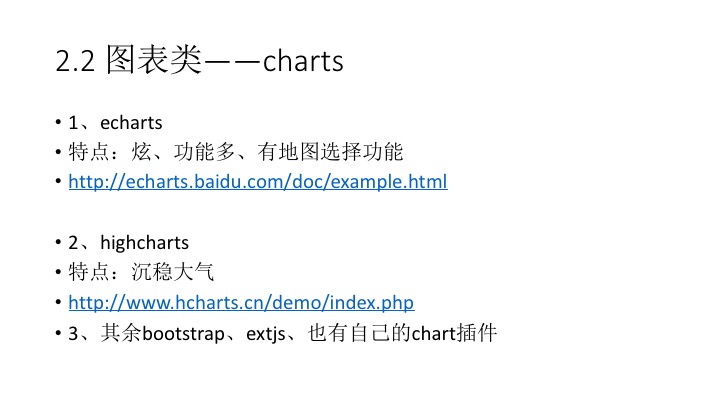 2.2 图表类——charts
• 1、echarts
• 特点：炫、功能多、有地图选择功能
• http://echarts.baidu.com/doc/example.html
• 2、highcharts
• 特点：沉稳大气
• http://www.hcharts.cn/demo/index.php
• 3、其余bootstrap、extjs、也有自己的chart插件